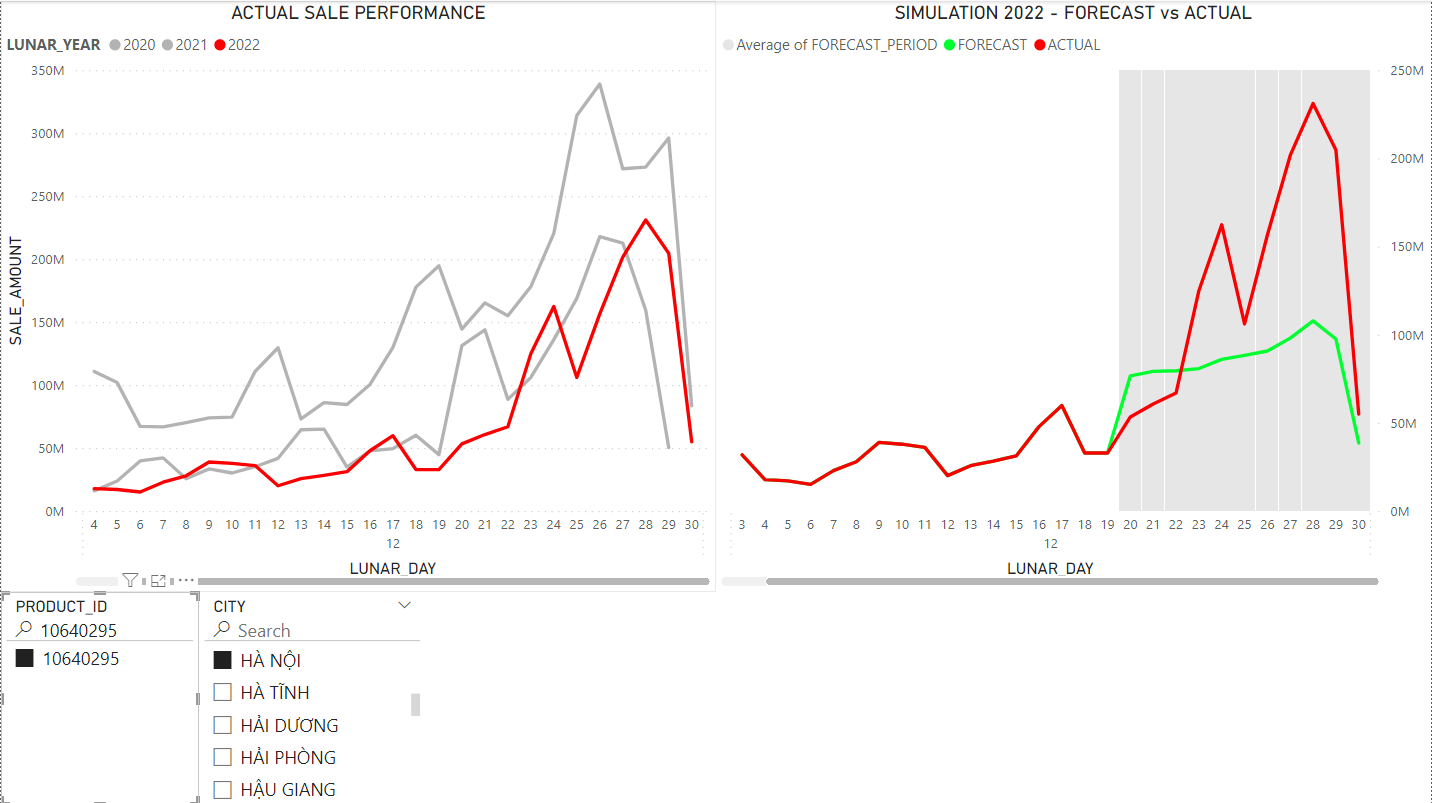 ACTUAL SALE PERFORMANCE
LUNAR_YEAR 2020 2021 2022
350M
300M
250M
200M
150M
100M
50M
0M
SALE_AMOUNT
4 5 6 7 8 9 10 11 12 13 14 15 16 17 18 19 20 21 22 23 24 25 26 27 28 29 30
12
LUNAR_DAY
SIMULATION 2022 - FORECAST vs ACTUAL
Average of FORECAST_PERIOD FORECAST ACTUAL
250M
200M
150M
100M
50M
0M
3 4 5 6 7 8 9 10 11 12 13 14 15 16 17 18 19 20 21 22 23 24 25 26 27 28 29 30
12
LUNAR_DAY
PRODUCT_ID
10640295
10640295
CITY
Search
HÀ NỘI
HÀ TĨNH
HẢI DƯƠNG
HẢI PHÒNG
HẬU GIANG